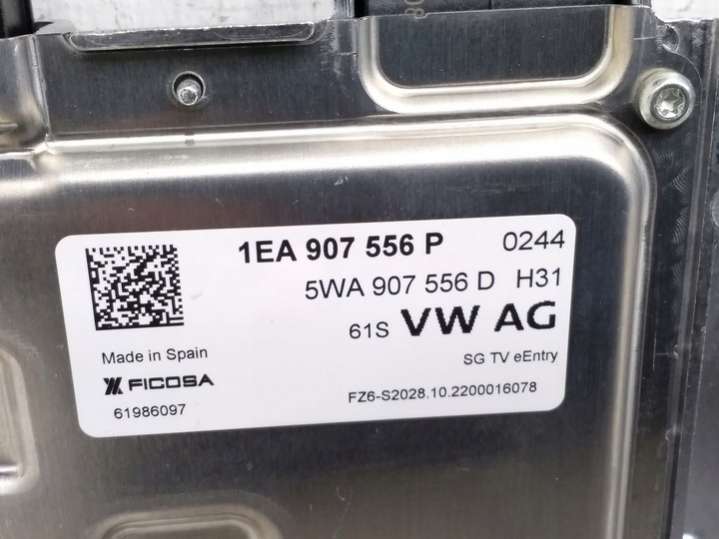 1EA 907 556 P 0244
5WA 907 556 D H31
61S VW AG
Made in Spain
SG TV eEntry
FICOSA
61986097
FZ6-S2028.10.2200016078